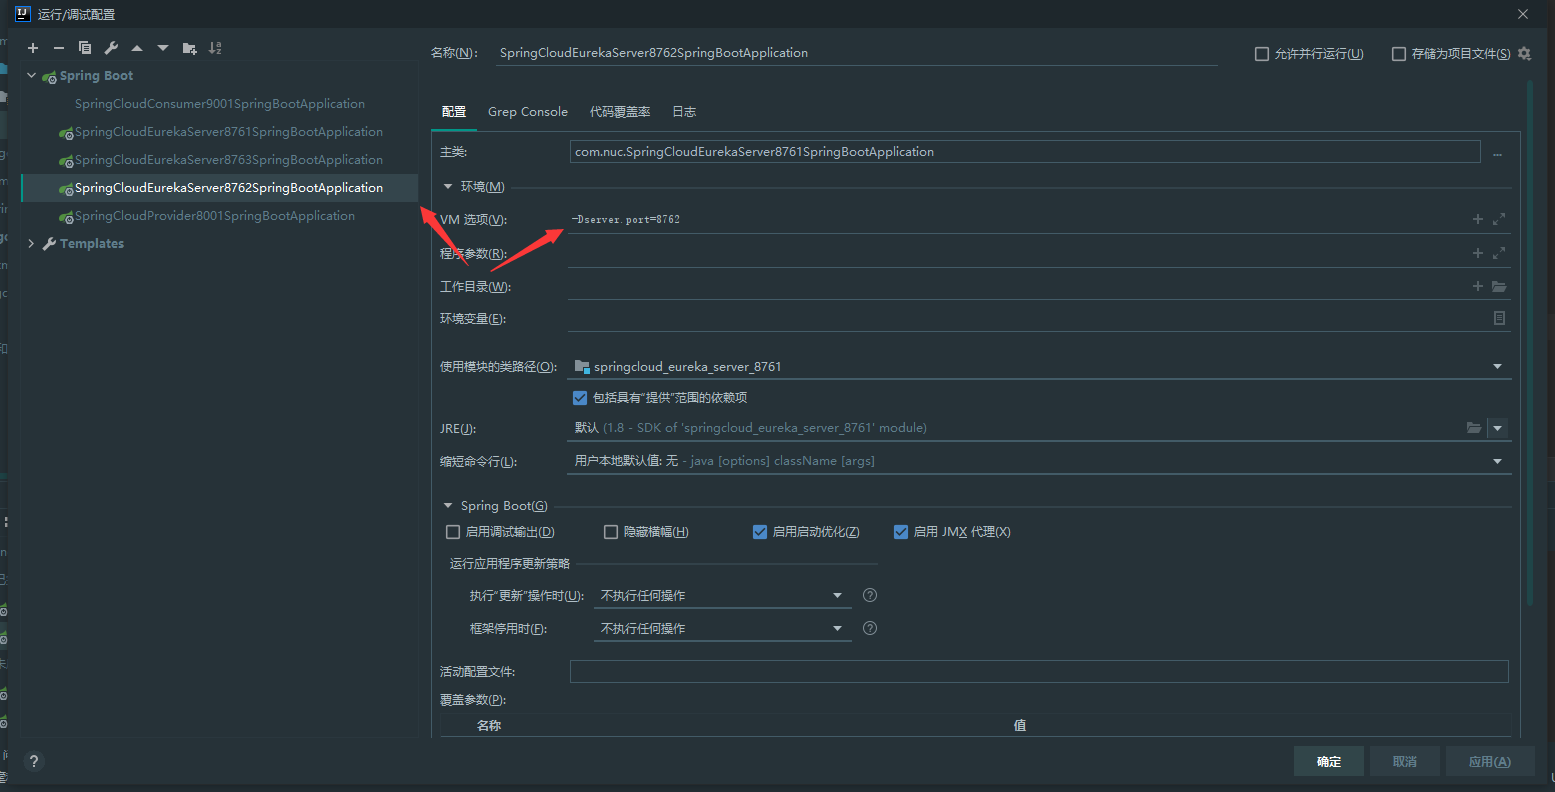 运行/调试配置
Spring Boot
SpringCloudConsumer9001SpringBootApplication
SpringCloudEurekaServer8761SpringBootApplication
SpringCloudEurekaServer8763SpringBootApplication
SpringCloudEurekaServer8762SpringBootApplication
SpringCloudProvider8001SpringBootApplication
Templates
名称(N): SpringCloudEurekaServer8762SpringBootApplication 允许并行运行(U) 存储为项目文件(S)
配置 Grep Console 代码覆盖率 日志
主类: com.nuc.SpringCloudEurekaServer8761SpringBootApplication ...
环境(M)
VM 选项(V): -Dserver.port=8762
程序参数(R):
工作目录(W):
环境变量(E):
使用模块的类路径(O): springcloud_eureka_server_8761
包括具有"提供"范围的依赖项
JRE(J): 默认 (1.8 - SDK of 'springcloud_eureka_server_8761' module)
缩短命令行(L): 用户本地默认值: 无 - java [options] className [args]
Spring Boot(G)
启用调试输出(D) 隐藏横幅(H) 启用启动优化(Z) 启用 JMX 代理(X)
运行应用程序更新策略
执行"更新"操作时(U): 不执行任何操作
框架停用时(F): 不执行任何操作
活动配置文件:
覆盖参数(P):
名称 值
确定 取消 应用(A)